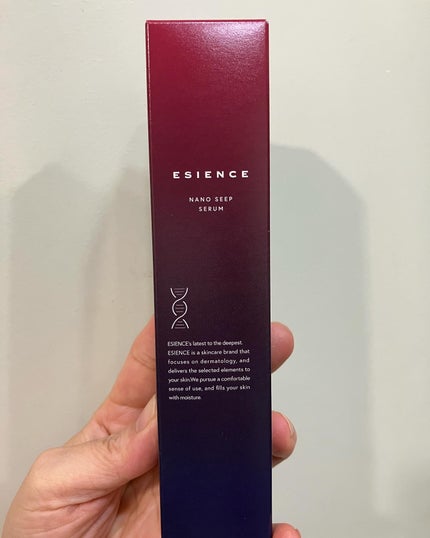 ESIENCE
NANO SEEP
SERUM
ESIENCE's latest to the deepest.
ESIENCE is a skincare brand that
focuses on dermatology, and
delivers the selected elements to
your skin.We pursue a comfortable
sense of use, and fills your skin
with moisture.